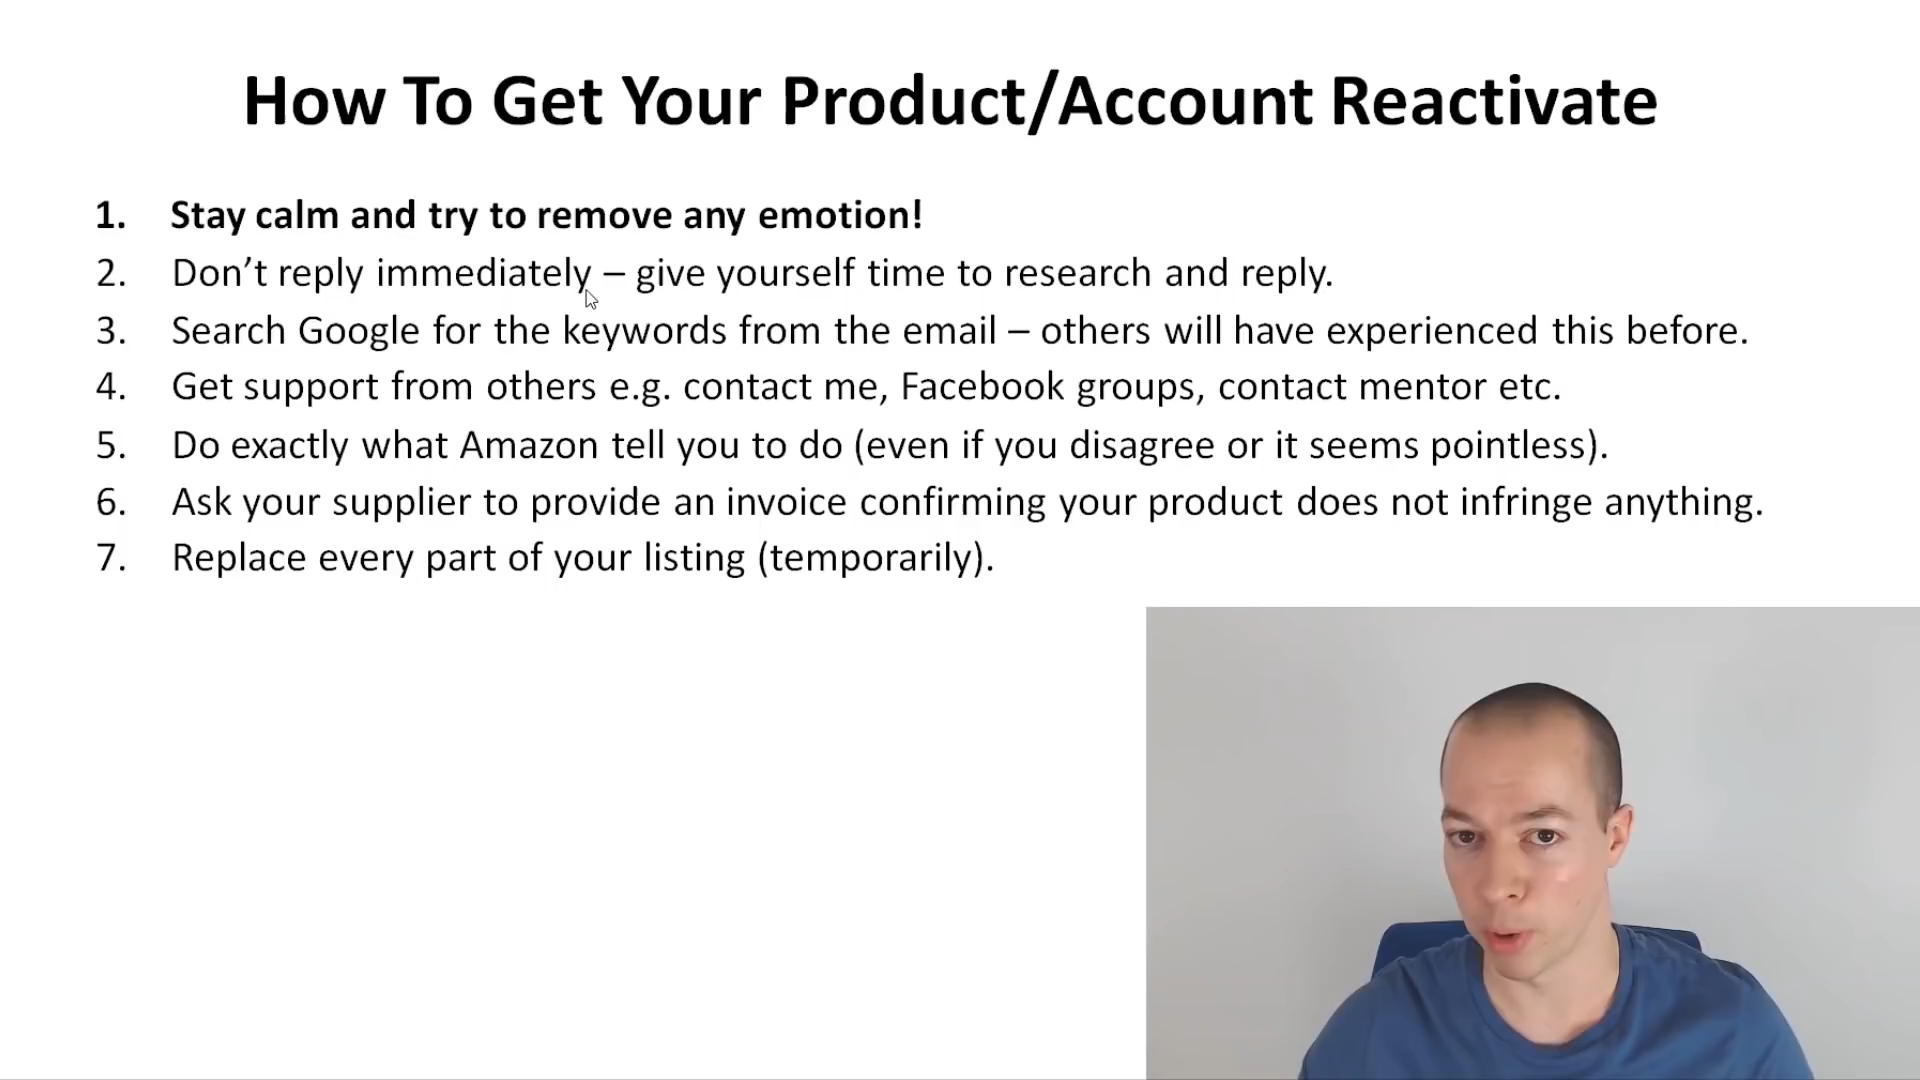 How To Get Your Product/Account Reactivate
1. Stay calm and try to remove any emotion!
2. Don’t reply immediately – give yourself time to research and reply.
3. Search Google for the keywords from the email – others will have experienced this before.
4. Get support from others e.g. contact me, Facebook groups, contact mentor etc.
5. Do exactly what Amazon tell you to do (even if you disagree or it seems pointless).
6. Ask your supplier to provide an invoice confirming your product does not infringe anything.
7. Replace every part of your listing (temporarily).